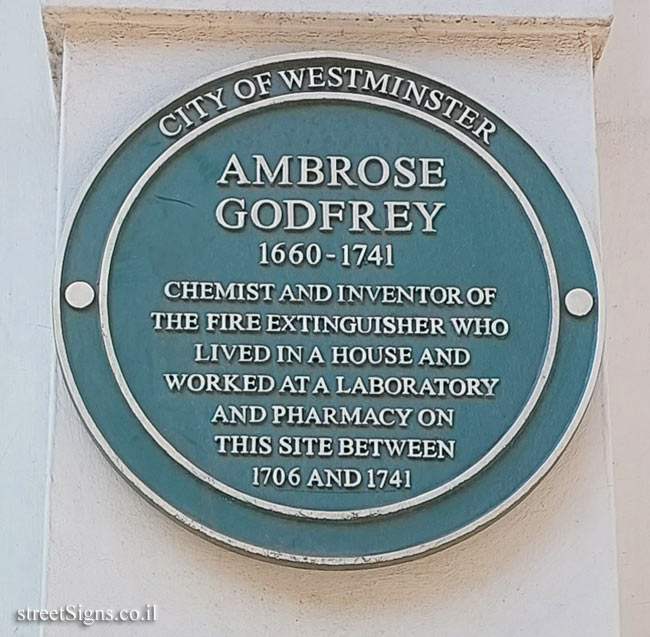 CITY OF WESTMINSTER
AMBROSE
GODFREY
1660-1741
CHEMIST AND INVENTOR OF
THE FIRE EXTINGUISHER WHO
LIVED IN A HOUSE AND
WORKED AT A LABORATORY
AND PHARMACY ON
THIS SITE BETWEEN
1706 AND 1741
streetSigns.co.il